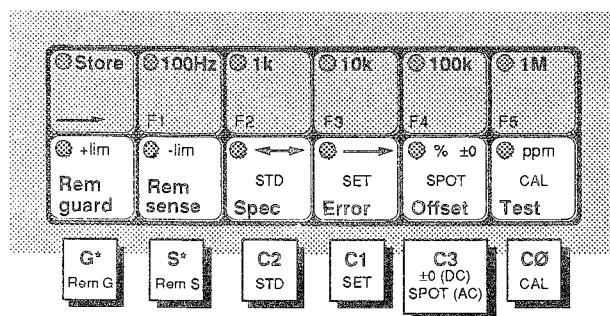 Store 100Hz 1k 10k 100k 1M
F1 F2 F3 F4 F5
+lim -lim % ±0 ppm
STD SET SPOT CAL
Rem guard Rem sense Spec Error Offset Test
G* S* C2 C1 C3 CØ
Rem G Rem S STD SET ±0 (DC) CAL
SPOT (AC)